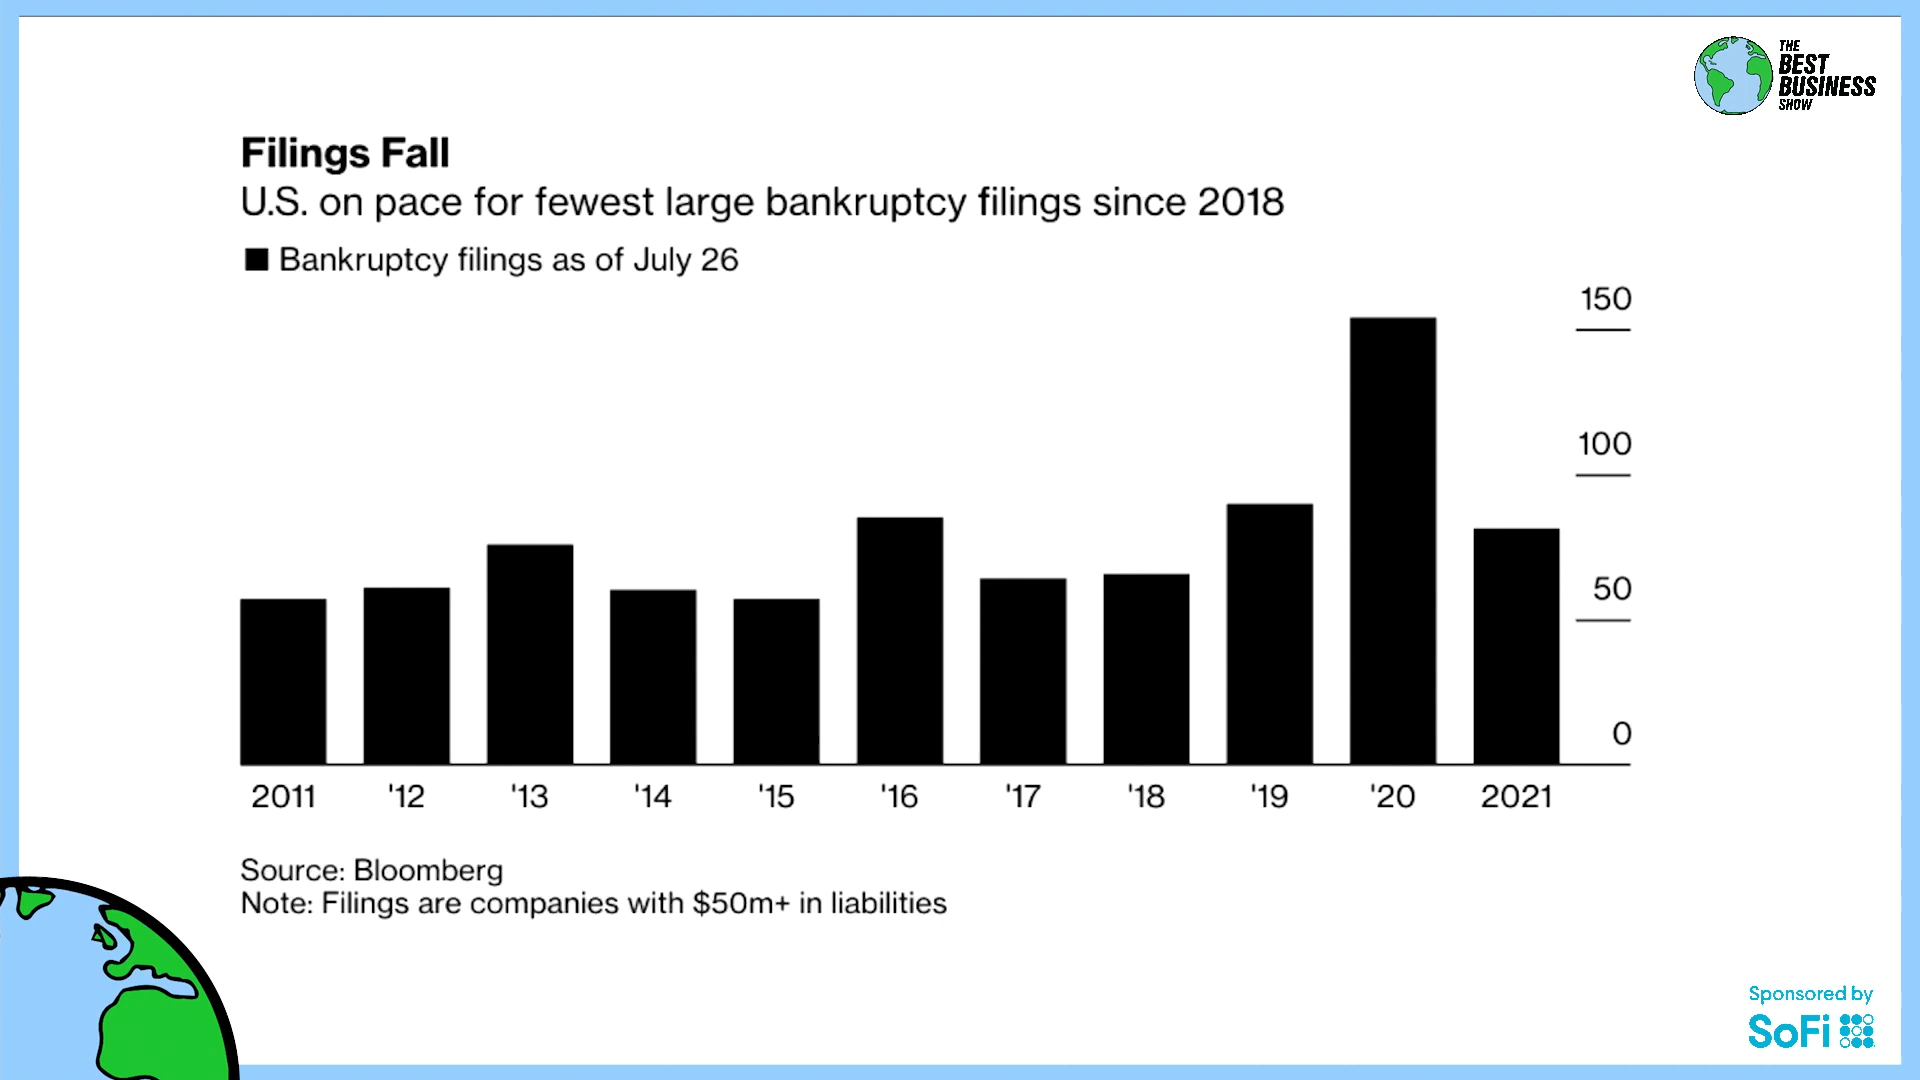 THE
BEST
BUSINESS
SHOW
Filings Fall
U.S. on pace for fewest large bankruptcy filings since 2018
Bankruptcy filings as of July 26
150
100
50
0
2011 '12 '13 '14 '15 '16 '17 '18 '19 '20 2021
Source: Bloomberg
Note: Filings are companies with $50m+ in liabilities
Sponsored by
SoFi